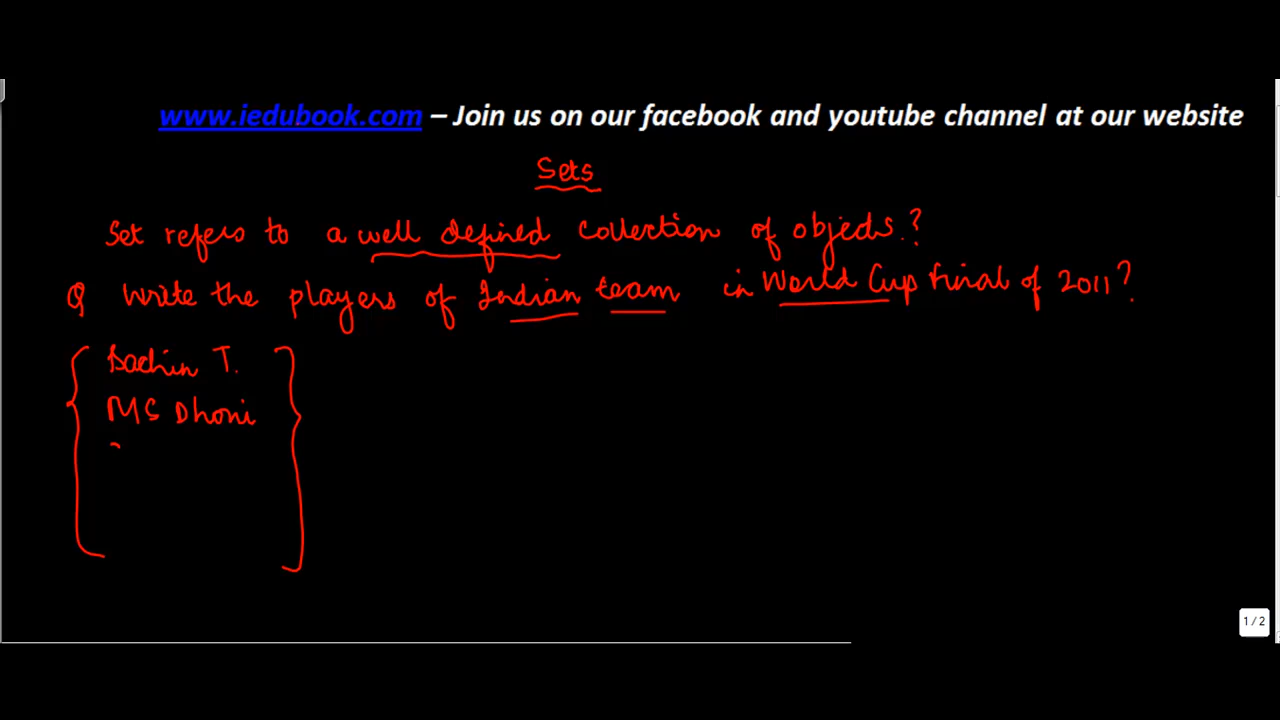 www.iedubook.com – Join us on our facebook and youtube channel at our website
Sets
Set refers to a well defined collection of objects.?
Q Write the players of Indian team in World Cup Final of 2011?
{ Sachin T. }
MS Dhoni
1/2